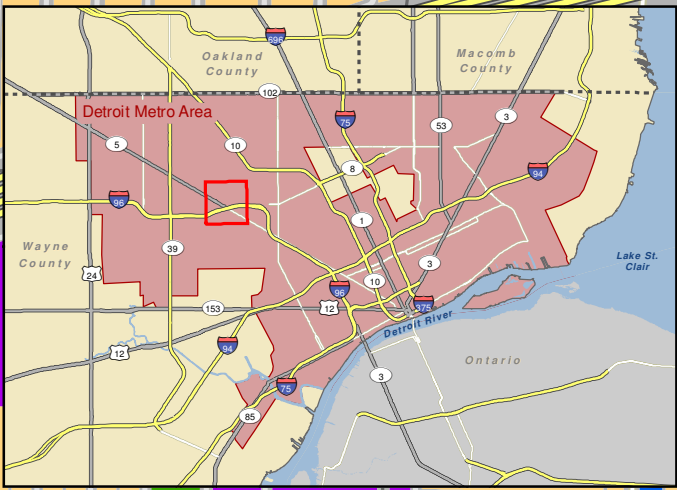 696
Oakland
County
Macomb
County
102
Detroit Metro Area
75
53
3
5
10
8
94
96
1
Wayne
County
39
Lake St.
Clair
24
3
10
96
153
12
375
Detroit River
12
94
Ontario
3
75
85